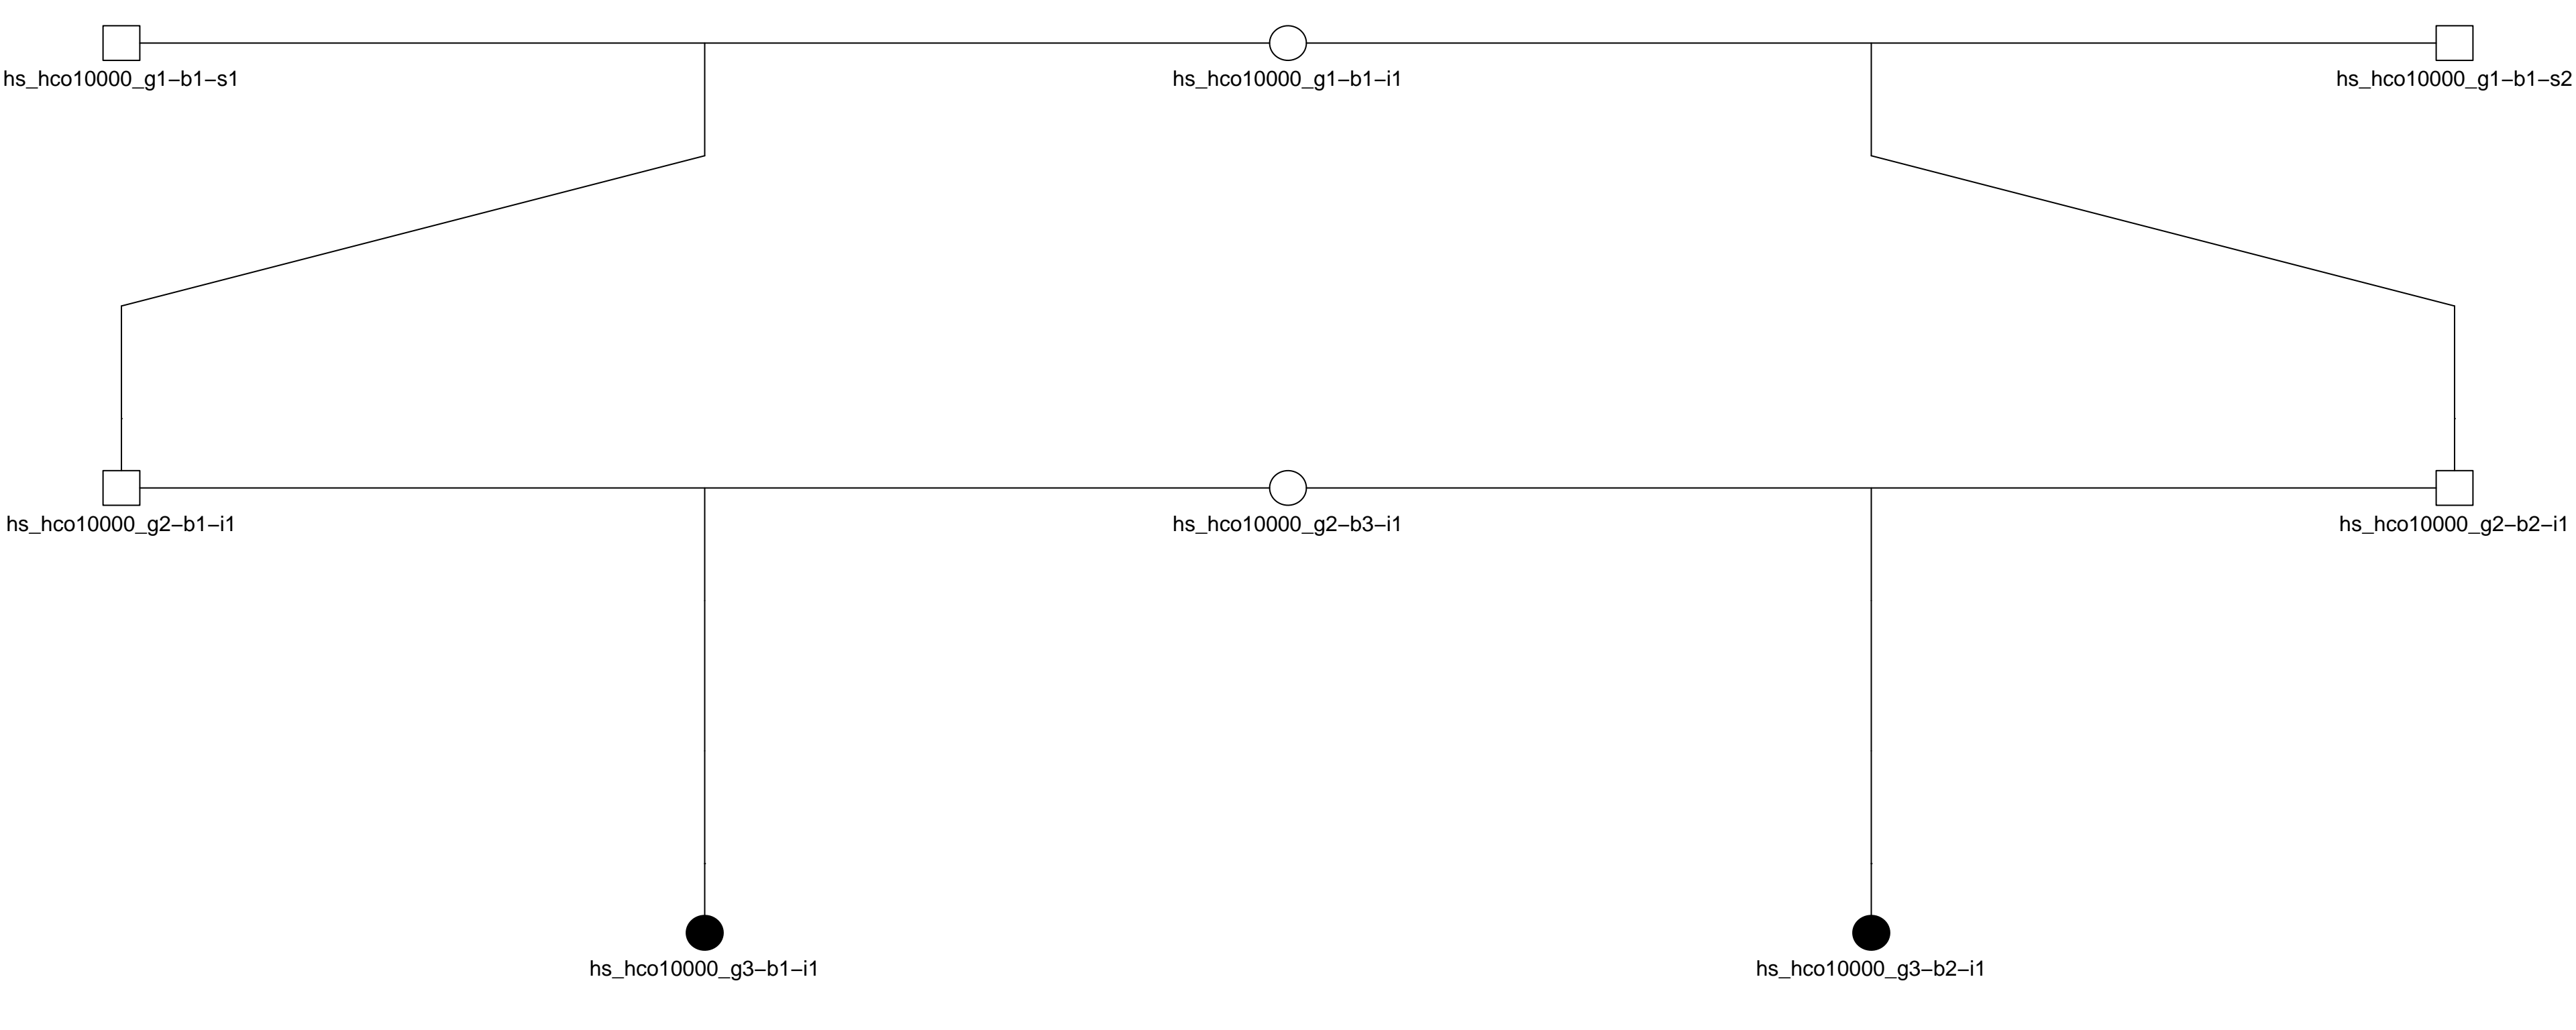 hs_hco10000_g1–b1–s1
hs_hco10000_g1–b1–i1
hs_hco10000_g1–b1–s2
hs_hco10000_g2–b1–i1
hs_hco10000_g2–b3–i1
hs_hco10000_g2–b2–i1
hs_hco10000_g3–b1–i1
hs_hco10000_g3–b2–i1